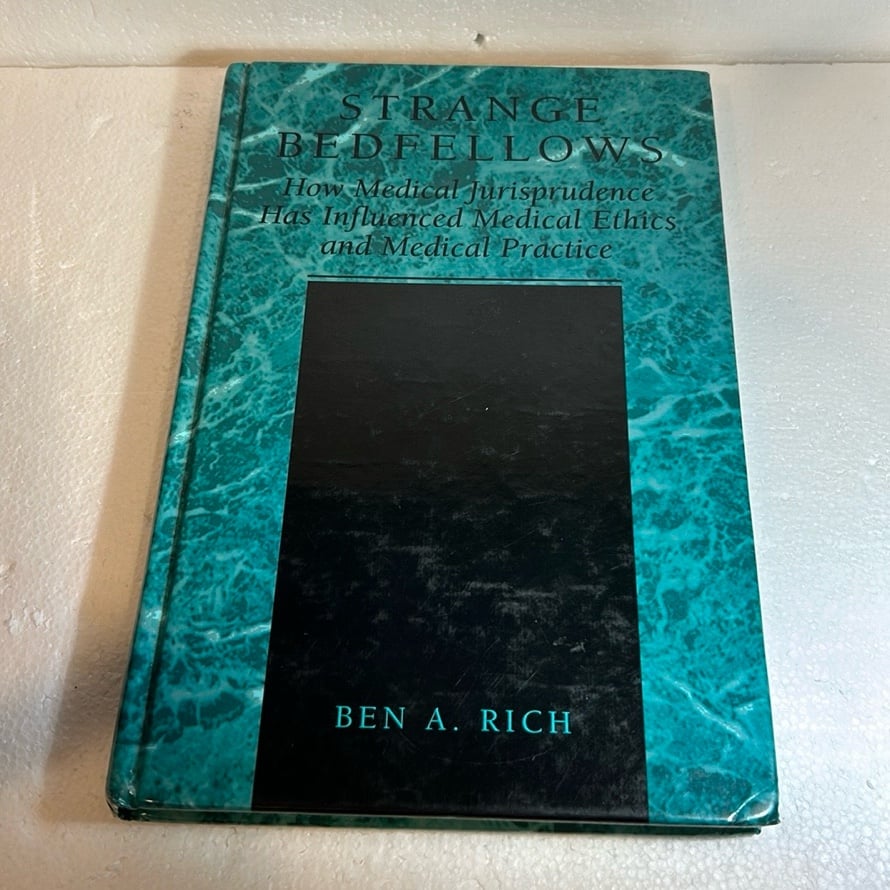 STRANGE
BEDFELLOWS
How Medical Jurisprudence
Has Influenced Medical Ethics
and Medical Practice
BEN A. RICH